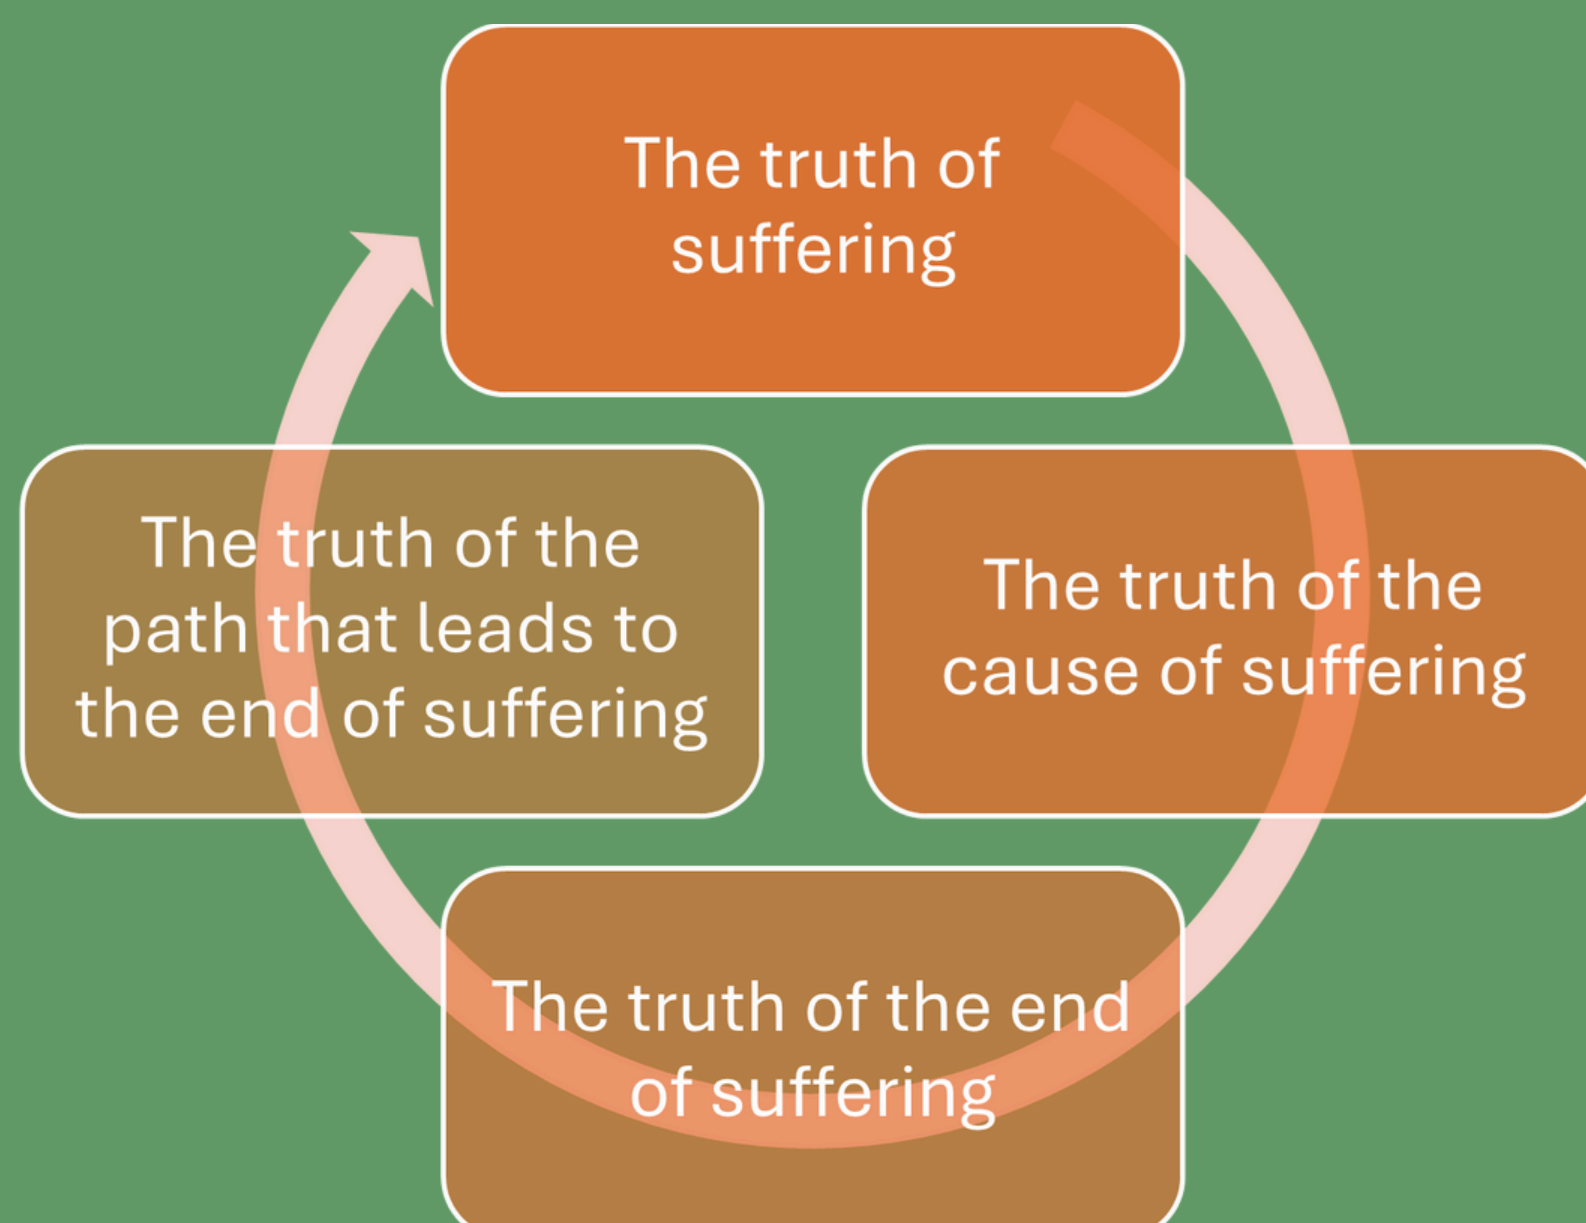 The truth of
suffering
The truth of the
cause of suffering
The truth of the end
of suffering
The truth of the
path that leads to
the end of suffering